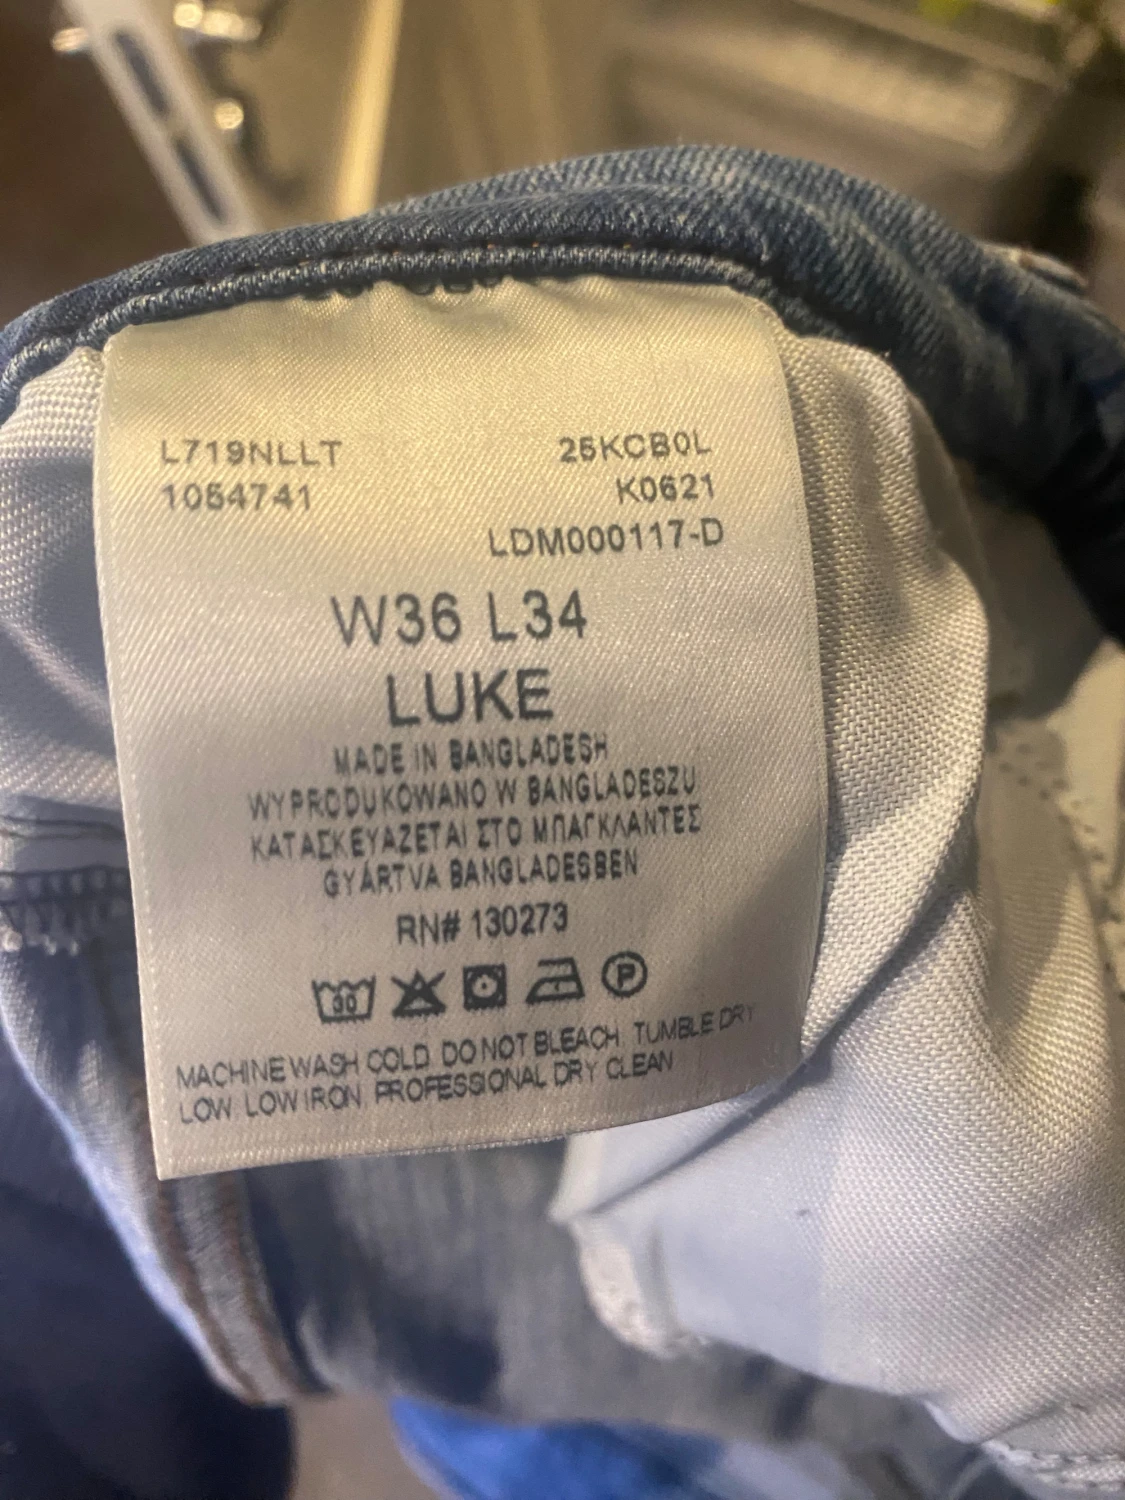 L719NLLT 25KCB0L
1054741 K0621
LDM000117-D
W36 L34
LUKE
MADE IN BANGLADESH
WYPRODUKOWANO W BANGLADESZU
ΚΑΤΑΣΚΕΥΑΖΕΤΑΙ ΣΤΟ ΜΠΑΓΚΛΑΝΤΕΣ
GYÁRTVA BANGLADESBEN
RN# 130273
30 P
MACHINE WASH COLD. DO NOT BLEACH. TUMBLE DRY
LOW. LOW IRON. PROFESSIONAL DRY CLEAN